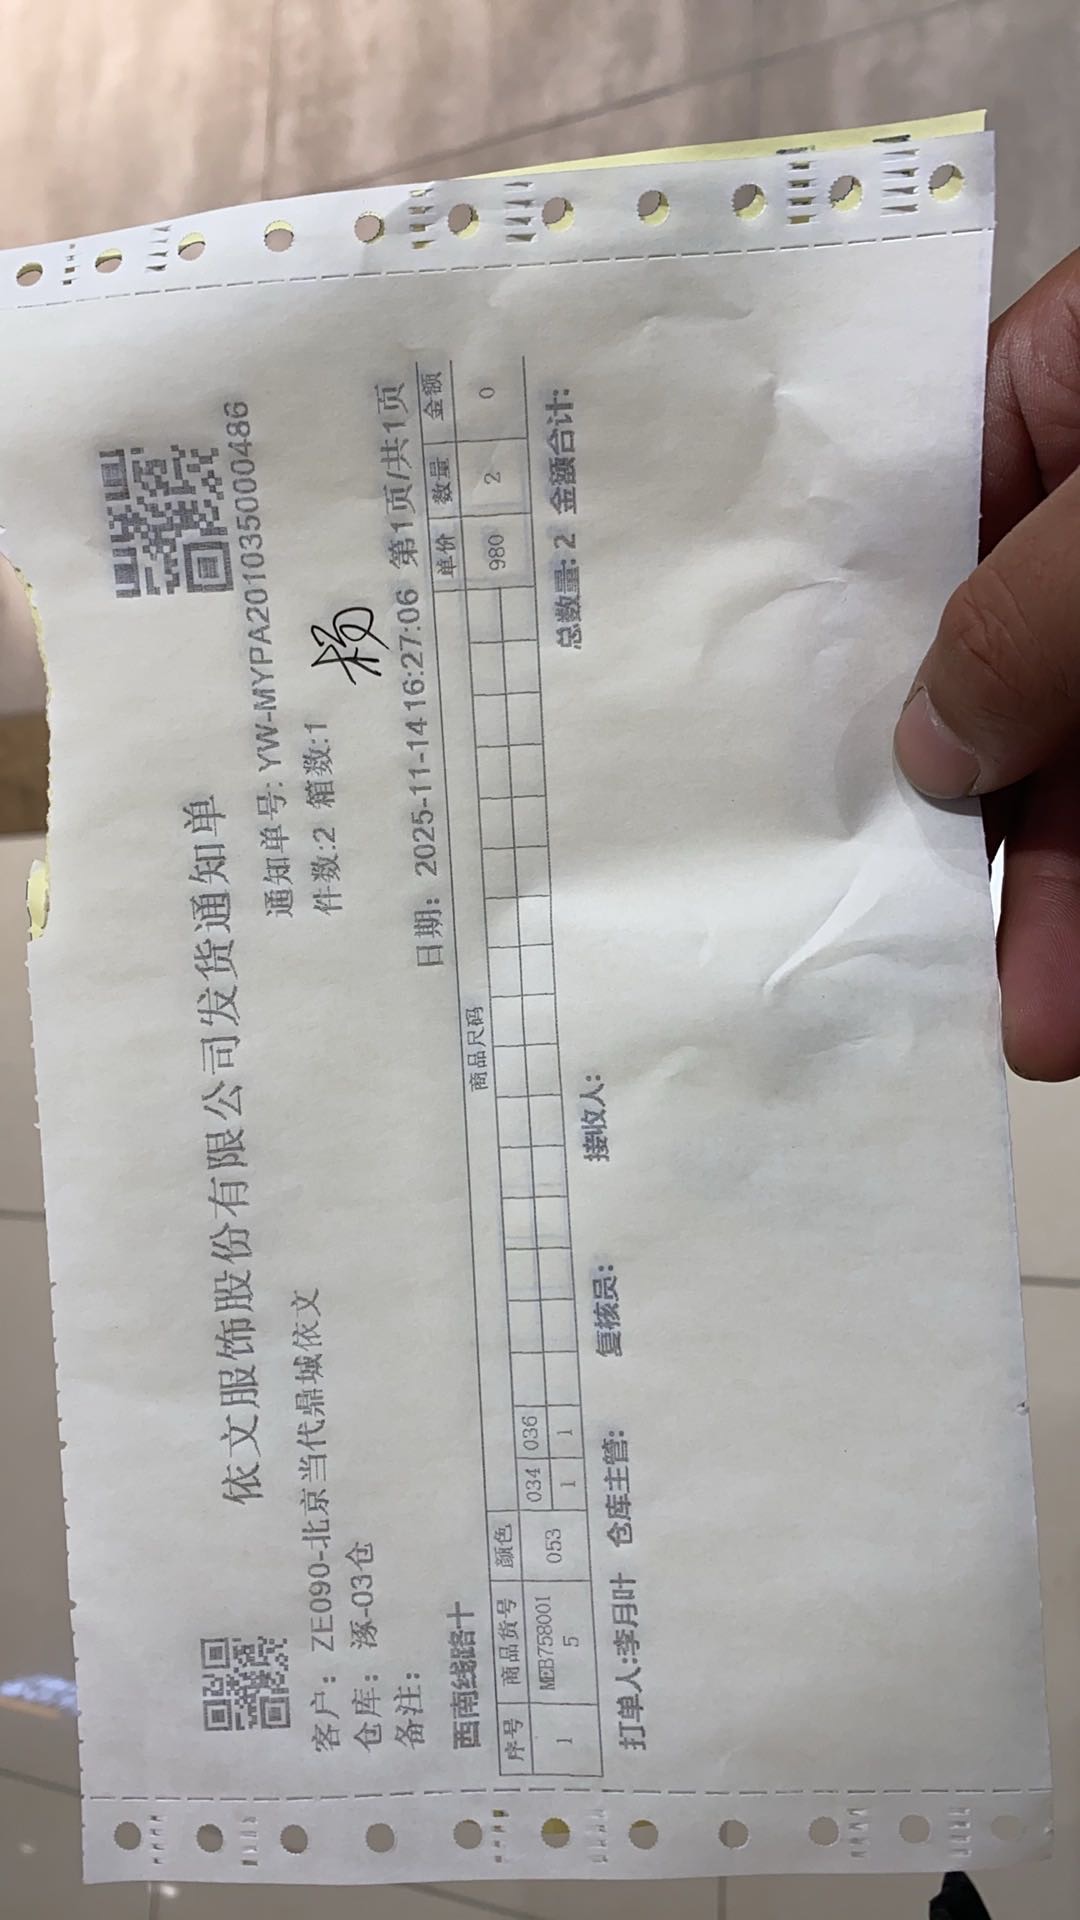 依文服饰股份有限公司发货通知单
客户: ZE090-北京当代鼎城依文
通知单号: YW-MYPA201035000486
仓库: 涿-03仓
件数:2 箱数:1
备注:
杨
西南线路十
日期: 2025-11-14 16:27:06 第1页/共1页
序号 商品货号 颜色 商品尺码 单价 数量 金额
034 036
1 MEB7580015 053 1 1 980 2 0
总数量: 2 金额合计:
打单人:李月叶 仓库主管: 复核员: 接收人: